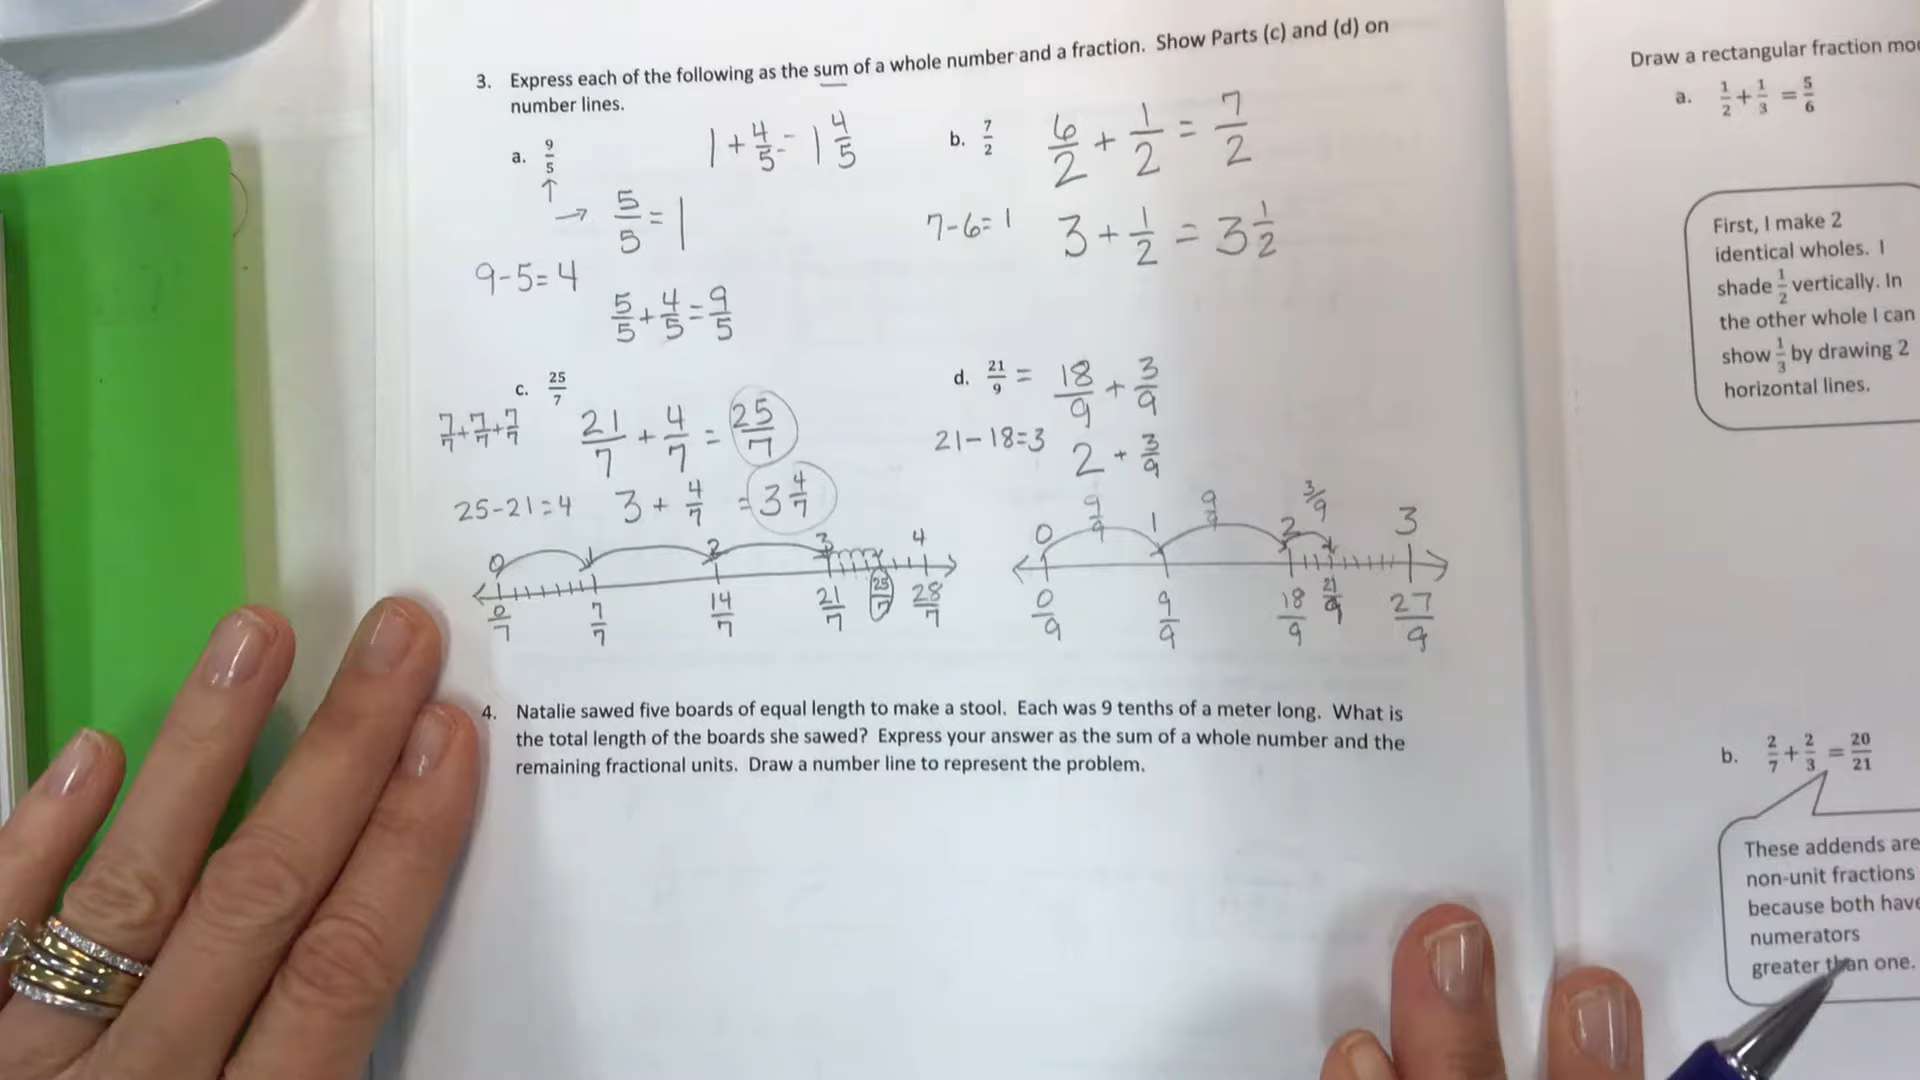 3. Express each of the following as the sum of a whole number and a fraction. Show Parts (c) and (d) on
number lines.
a. 9/5
1 + 4/5 = 1 4/5
→ 5/5 = 1
9-5=4
5/5 + 4/5 = 9/5
b. 7/2
6/2 + 1/2 = 7/2
7-6=1
3 + 1/2 = 3 1/2
c. 25/7
7/7+7/7+7/7
21/7 + 4/7 = 25/7
25-21=4
3 + 4/7 = 3 4/7
0 1 2 3 4
0/7 7/7 14/7 21/7 25/7 28/7
d. 21/9 = 18/9 + 3/9
21-18=3
2 + 3/9
9/9 9/9 3/9
0 1 2 3
0/9 9/9 18/9 21/9 27/9
4. Natalie sawed five boards of equal length to make a stool. Each was 9 tenths of a meter long. What is
the total length of the boards she sawed? Express your answer as the sum of a whole number and the
remaining fractional units. Draw a number line to represent the problem.
Draw a rectangular fraction
a. 1/2 + 1/3 = 5/6
First, I make 2
identical wholes. I
shade 1/2 vertically. In
the other whole I can
show 1/3 by drawing 2
horizontal lines.
b. 2/7 + 2/3 = 20/21
These addends are
non-unit fractions
because both have
numerators
greater than one.